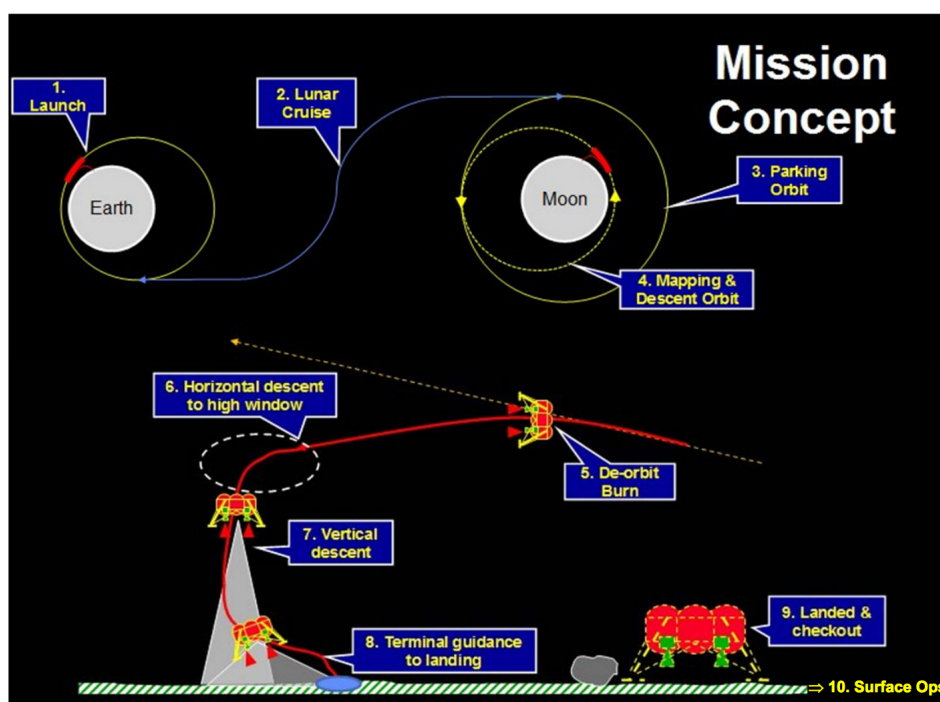 Mission
Concept
1.
Launch
2. Lunar
Cruise
3. Parking
Orbit
Earth
Moon
4. Mapping &
Descent Orbit
6. Horizontal descent
to high window
5. De-orbit
Burn
7. Vertical
descent
8. Terminal guidance
to landing
9. Landed &
checkout
⇒ 10. Surface Ops